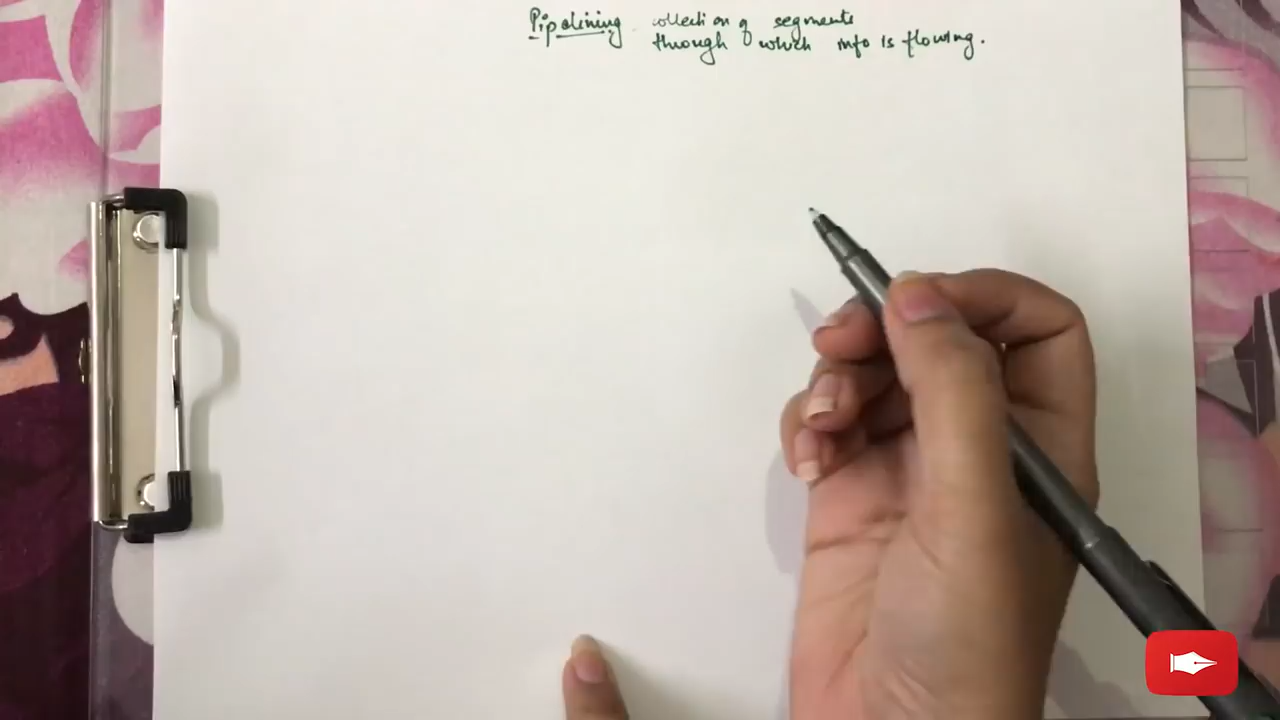 Pipelining - collection of segments
through which info is flowing.